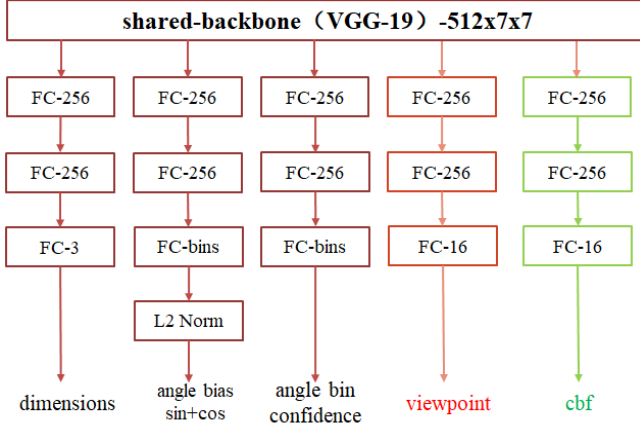 shared-backbone（VGG-19）-512x7x7
FC-256 FC-256 FC-256 FC-256 FC-256
FC-256 FC-256 FC-256 FC-256 FC-256
FC-3 FC-bins FC-bins FC-16 FC-16
L2 Norm
dimensions
angle bias
sin+cos
angle bin
confidence
viewpoint
cbf